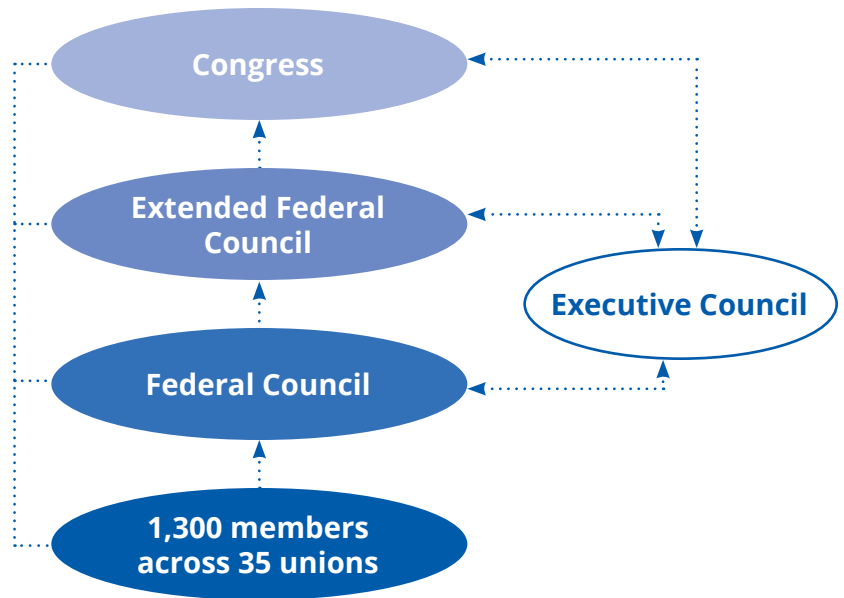 Congress
Extended Federal
Council
Executive Council
Federal Council
1,300 members
across 35 unions